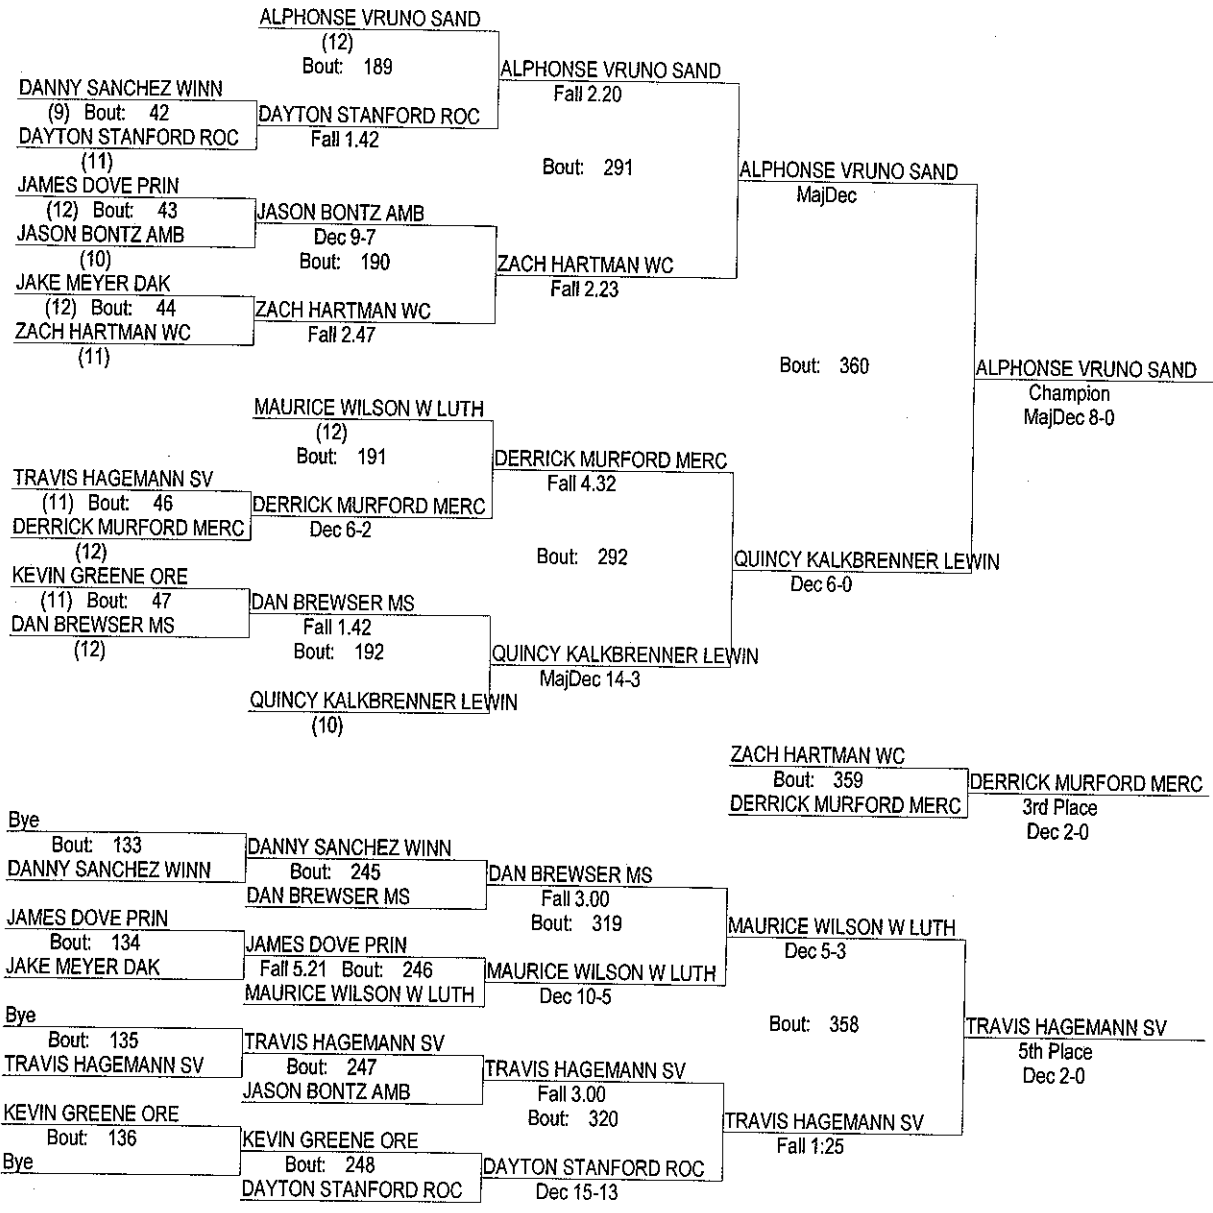 ALPHONSE VRUNO SAND
(12)
Bout: 189
ALPHONSE VRUNO SAND
Fall 2.20
DANNY SANCHEZ WINN
(9) Bout: 42
DAYTON STANFORD ROC
DAYTON STANFORD ROC
Fall 1.42
(11)
Bout: 291
ALPHONSE VRUNO SAND
MajDec
JAMES DOVE PRIN
(12) Bout: 43
JASON BONTZ AMB
JASON BONTZ AMB
Dec 9-7
(10)
Bout: 190
ZACH HARTMAN WC
Fall 2.23
JAKE MEYER DAK
(12) Bout: 44
ZACH HARTMAN WC
ZACH HARTMAN WC
Fall 2.47
(11)
Bout: 360
ALPHONSE VRUNO SAND
Champion
MajDec 8-0
MAURICE WILSON W LUTH
(12)
Bout: 191
DERRICK MURFORD MERC
Fall 4.32
TRAVIS HAGEMANN SV
(11) Bout: 46
DERRICK MURFORD MERC
DERRICK MURFORD MERC
Dec 6-2
(12)
Bout: 292
QUINCY KALKBRENNER LEWIN
Dec 6-0
KEVIN GREENE ORE
(11) Bout: 47
DAN BREWSER MS
DAN BREWSER MS
Fall 1.42
(12)
Bout: 192
QUINCY KALKBRENNER LEWIN
MajDec 14-3
QUINCY KALKBRENNER LEWIN
(10)
ZACH HARTMAN WC
Bout: 359
DERRICK MURFORD MERC
DERRICK MURFORD MERC
3rd Place
Dec 2-0
Bye
Bout: 133
DANNY SANCHEZ WINN
DANNY SANCHEZ WINN
Bout: 245
DAN BREWSER MS
DAN BREWSER MS
Fall 3.00
Bout: 319
JAMES DOVE PRIN
Bout: 134
JAKE MEYER DAK
JAMES DOVE PRIN
Fall 5.21 Bout: 246
MAURICE WILSON W LUTH
MAURICE WILSON W LUTH
Dec 10-5
MAURICE WILSON W LUTH
Dec 5-3
Bout: 358
TRAVIS HAGEMANN SV
5th Place
Dec 2-0
Bye
Bout: 135
TRAVIS HAGEMANN SV
TRAVIS HAGEMANN SV
Bout: 247
JASON BONTZ AMB
TRAVIS HAGEMANN SV
Fall 3.00
Bout: 320
TRAVIS HAGEMANN SV
Fall 1:25
KEVIN GREENE ORE
Bout: 136
Bye
KEVIN GREENE ORE
Bout: 248
DAYTON STANFORD ROC
DAYTON STANFORD ROC
Dec 15-13